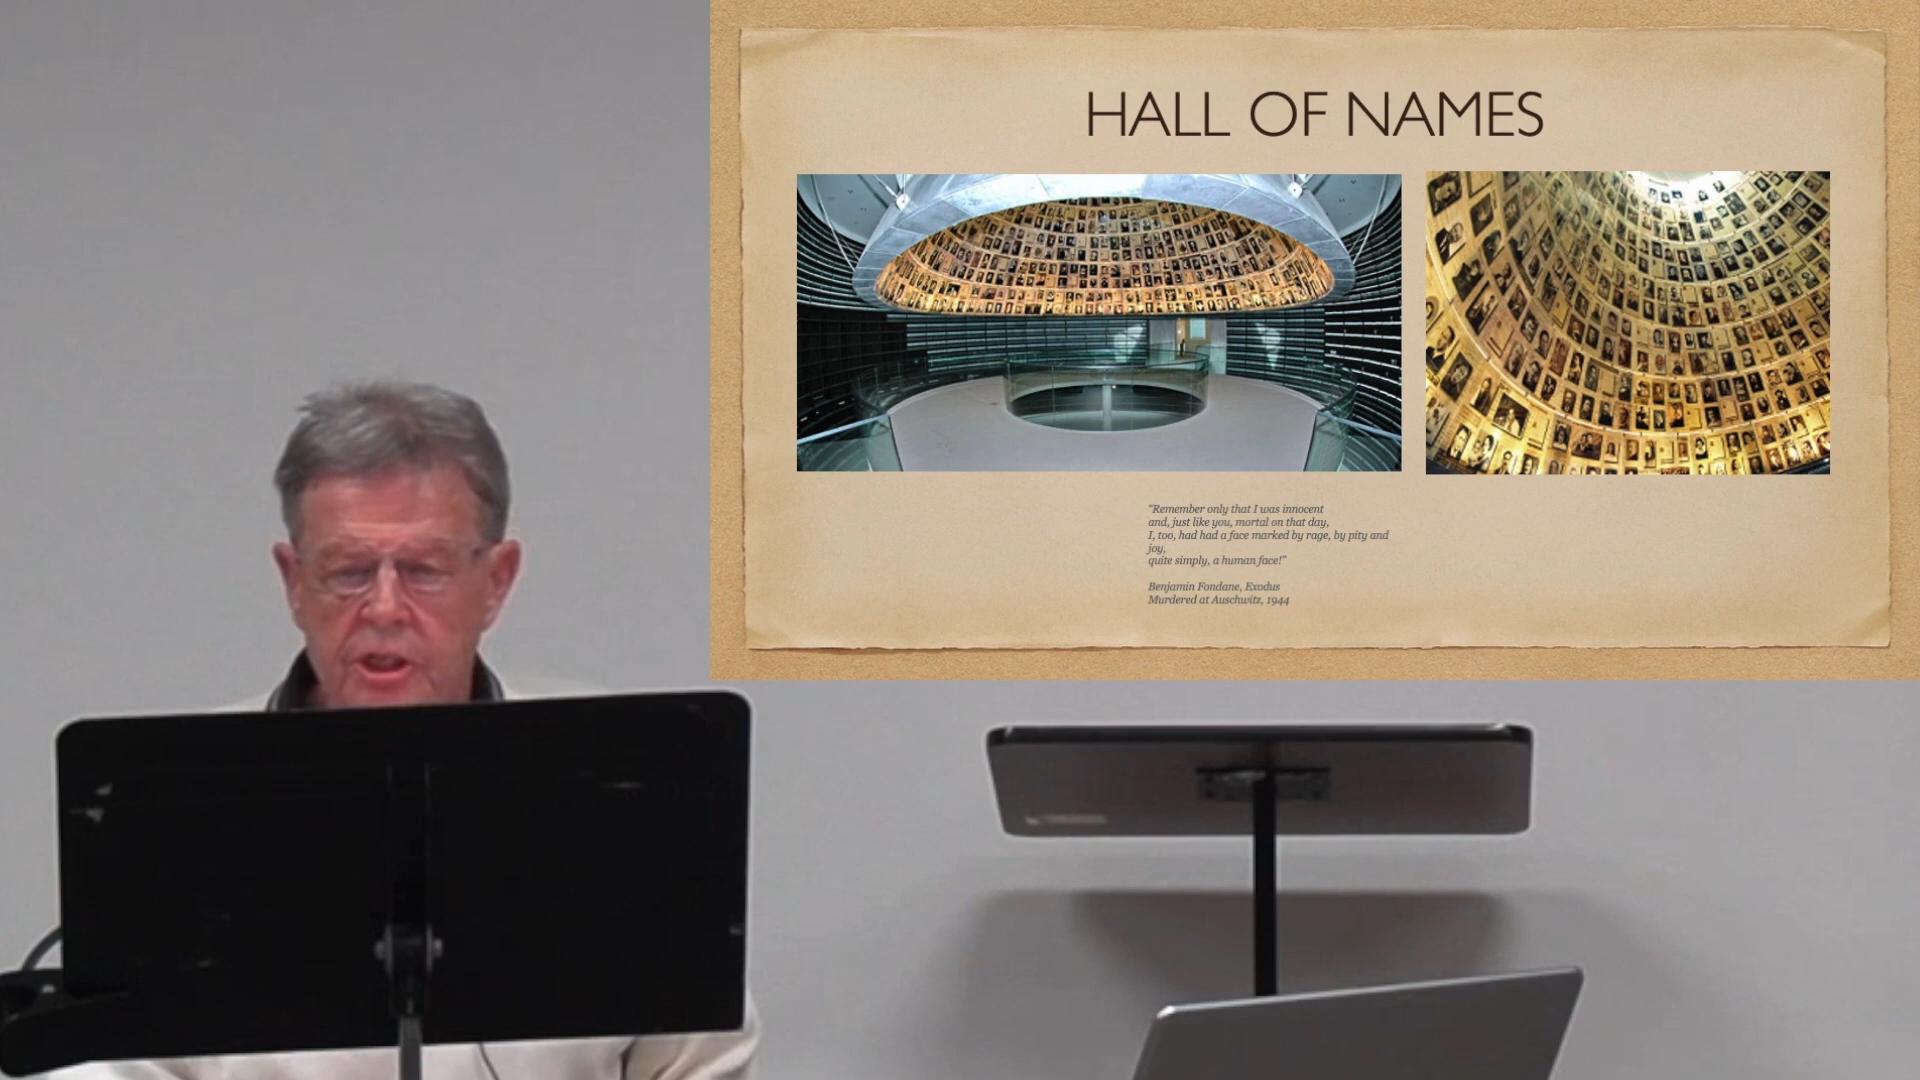 HALL OF NAMES
"Remember only that I was innocent
and, just like you, mortal on that day,
I, too, had had a face marked by rage, by pity and
joy,
quite simply, a human face!"
Benjamin Fondane, Exodus
Murdered at Auschwitz, 1944